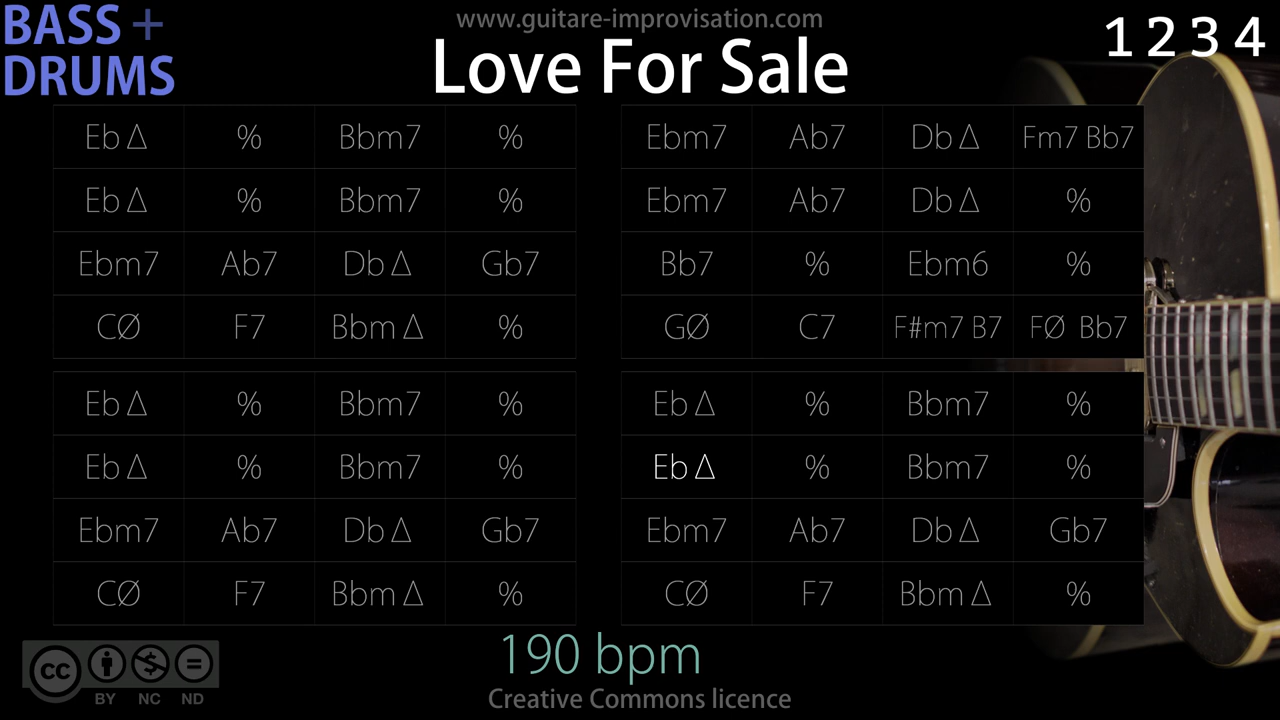 www.guitare-improvisation.com
BASS +
DRUMS
Love For Sale
1 2 3 4
Eb Δ % Bbm7 %
Eb Δ % Bbm7 %
Ebm7 Ab7 Db Δ Gb7
CØ F7 Bbm Δ %
Ebm7 Ab7 Db Δ Fm7 Bb7
Ebm7 Ab7 Db Δ %
Bb7 % Ebm6 %
GØ C7 F#m7 B7 FØ Bb7
Eb Δ % Bbm7 %
Eb Δ % Bbm7 %
Ebm7 Ab7 Db Δ Gb7
CØ F7 Bbm Δ %
Eb Δ % Bbm7 %
Eb Δ % Bbm7 %
Ebm7 Ab7 Db Δ Gb7
CØ F7 Bbm Δ %
190 bpm
cc
BY NC ND
Creative Commons licence